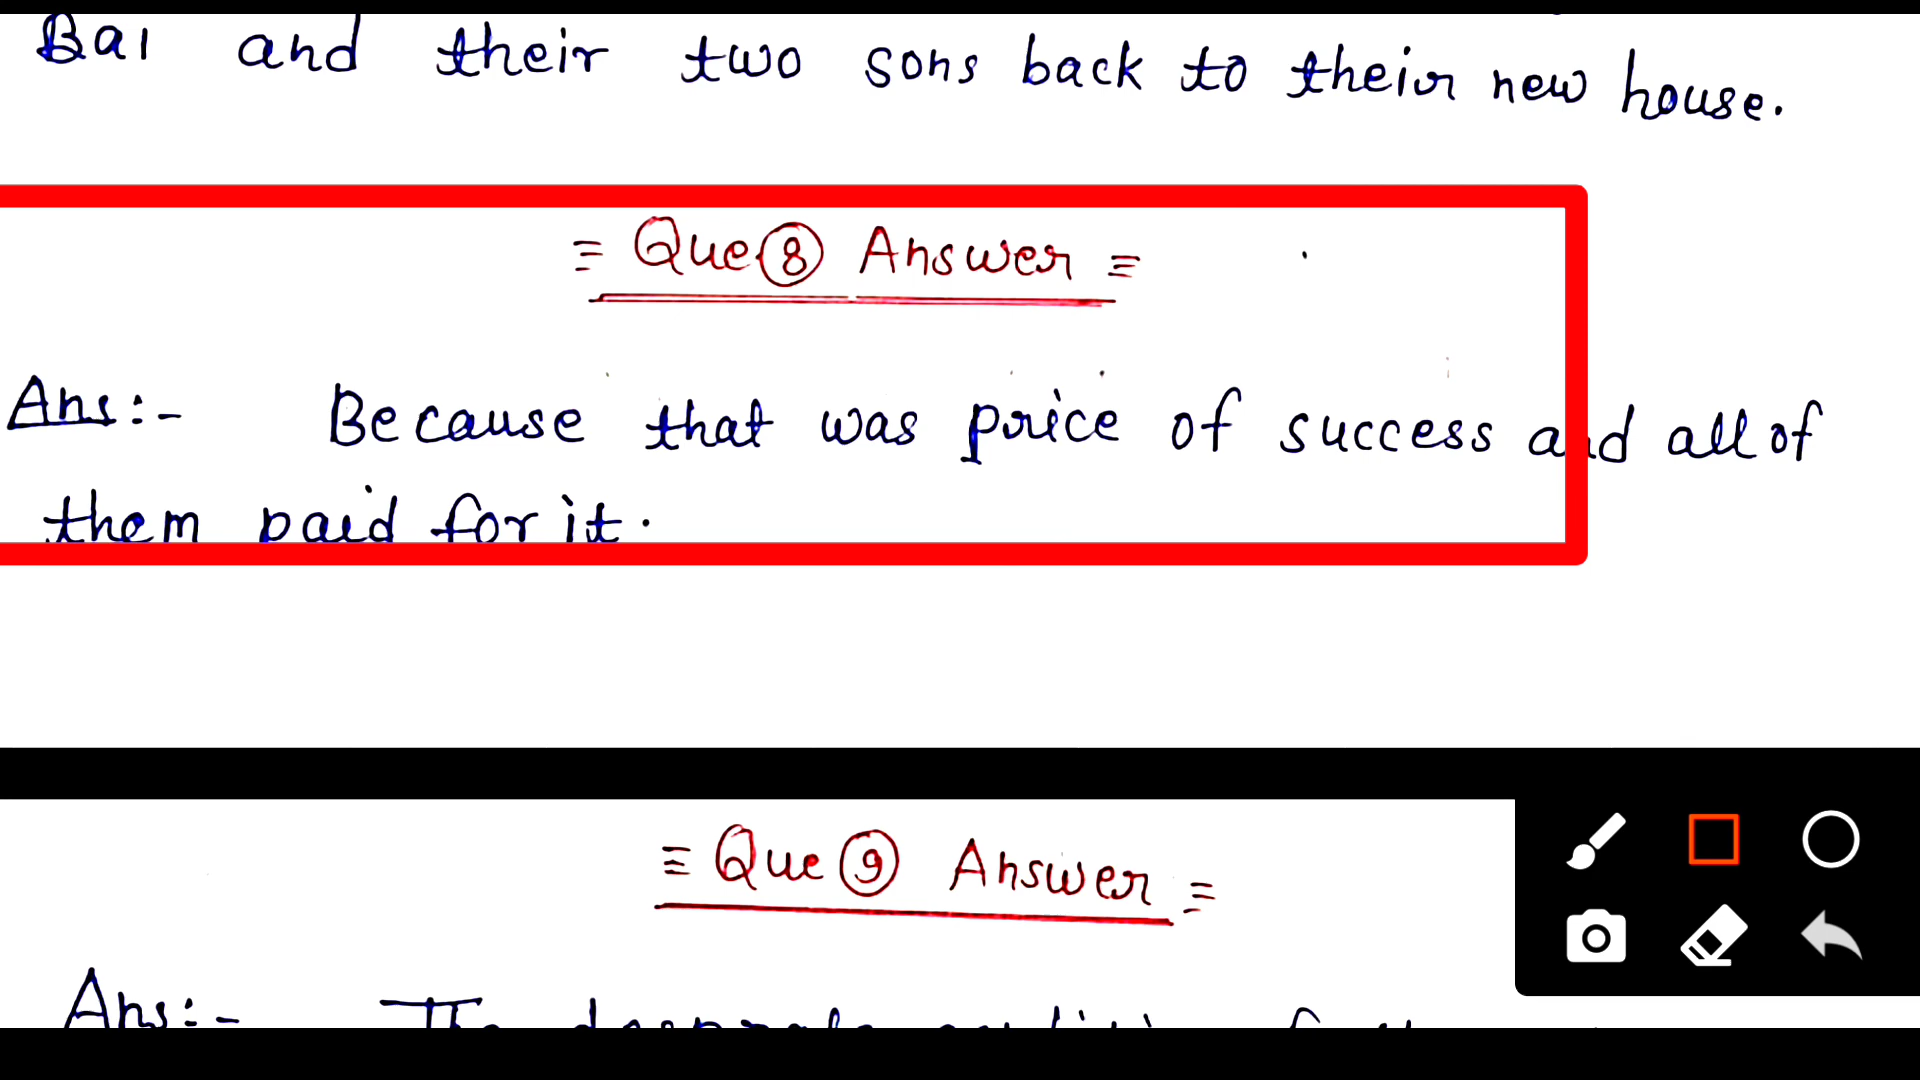 Bai and their two sons back to their new house.
Que 8 Answer
Ans:- Because that was price of success and all of
them paid for it.
Que 9 Answer
Ans:- The